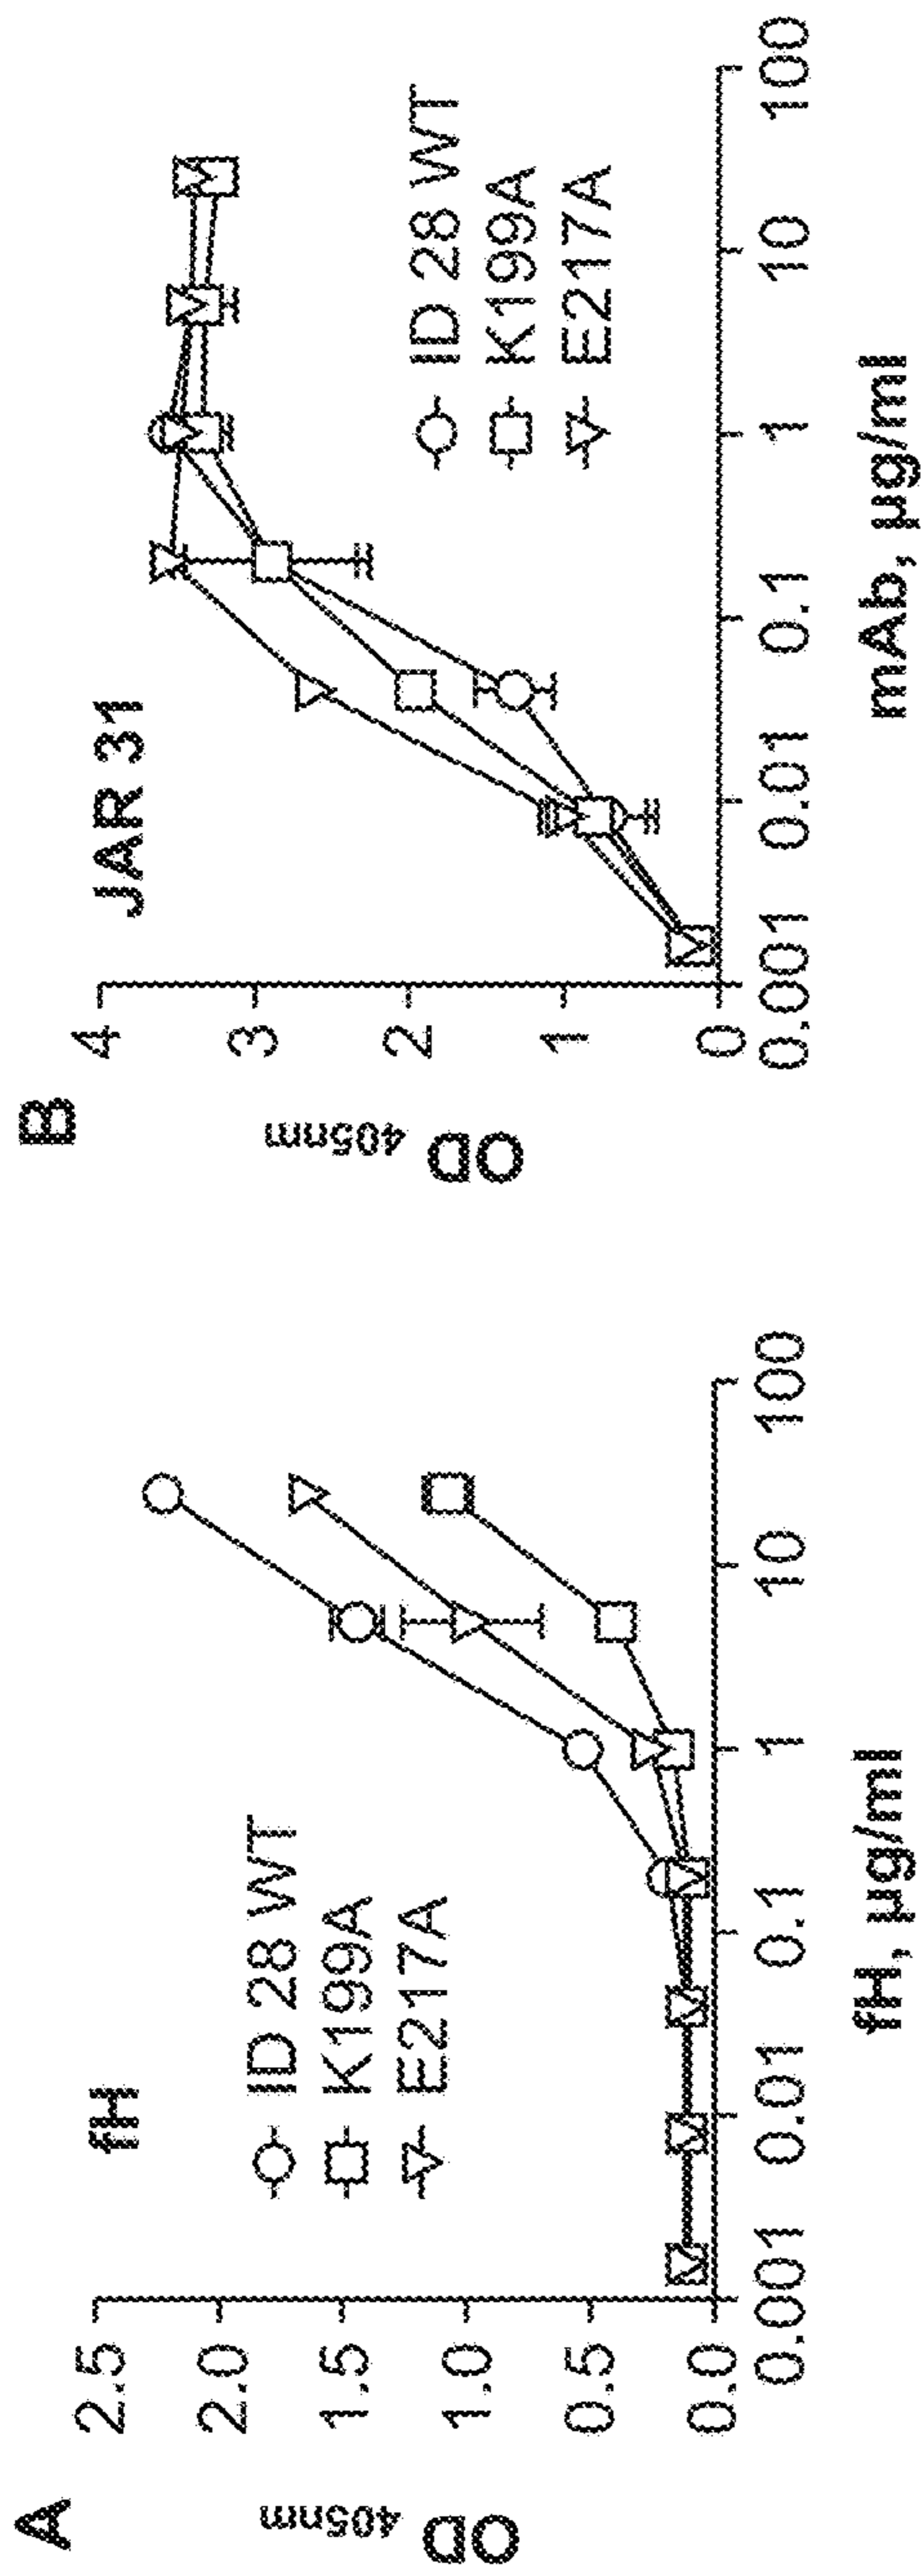 A
fH
OD 405nm
2.5
2.0
1.5
1.0
0.5
0.0
ID 28 WT
K199A
E217A
0.001 0.01 0.1 1 10 100
fH, µg/ml
B
JAR 31
OD 405nm
4
3
2
1
0
ID 28 WT
K199A
E217A
0.001 0.01 0.1 1 10 100
mAb, µg/ml